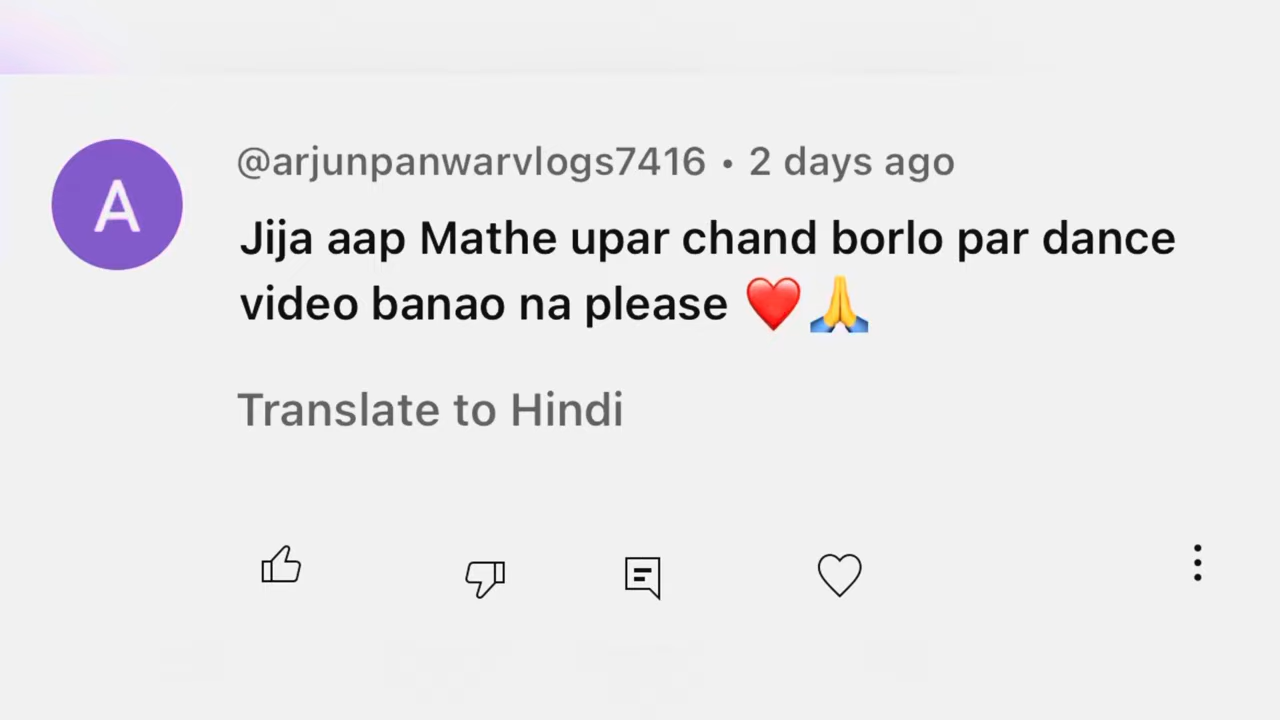 A
@arjunpanwarvlogs7416 • 2 days ago
Jija aap Mathe upar chand borlo par dance
video banao na please ❤️🙏
Translate to Hindi